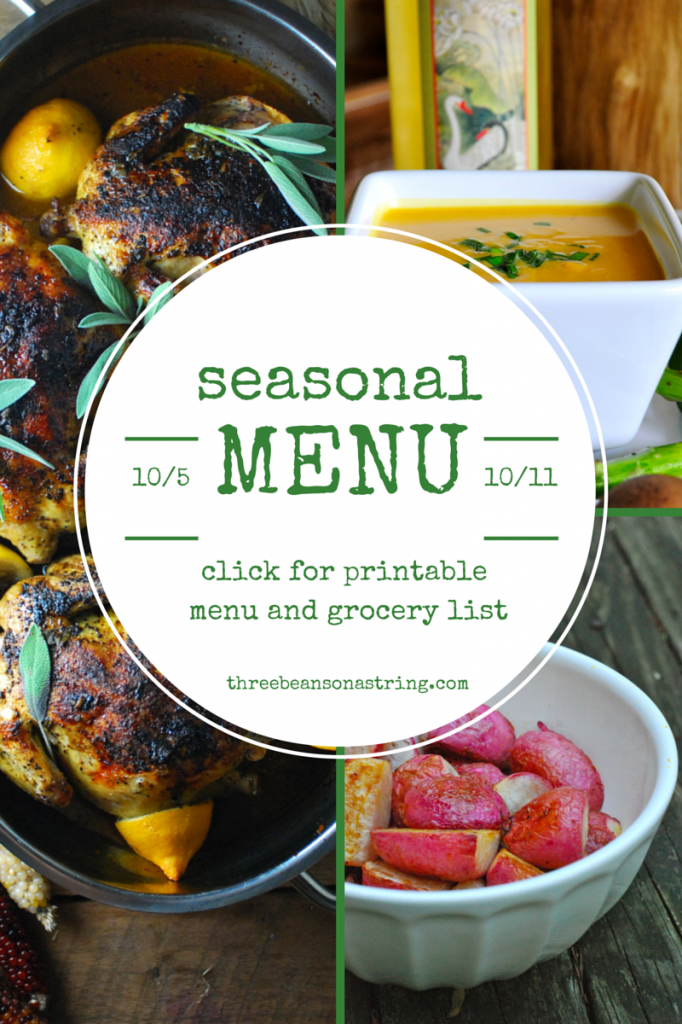 seasonal
10/5 MENU 10/11
click for printable
menu and grocery list
threebeansonastring.com